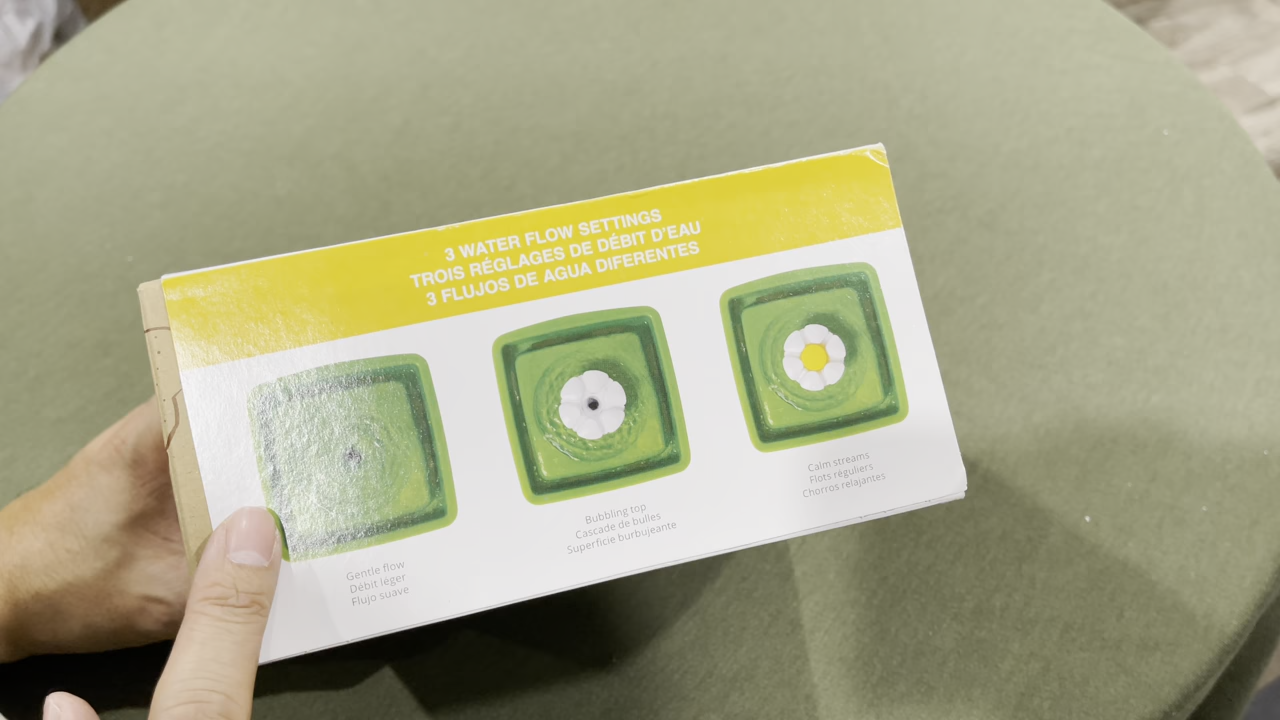 3 WATER FLOW SETTINGS
TROIS RÉGLAGES DE DÉBIT D'EAU
3 FLUJOS DE AGUA DIFERENTES
Gentle flow
Débit léger
Flujo suave
Bubbling top
Cascade de bulles
Superficie burbujeante
Calm streams
Flots réguliers
Chorros relajantes